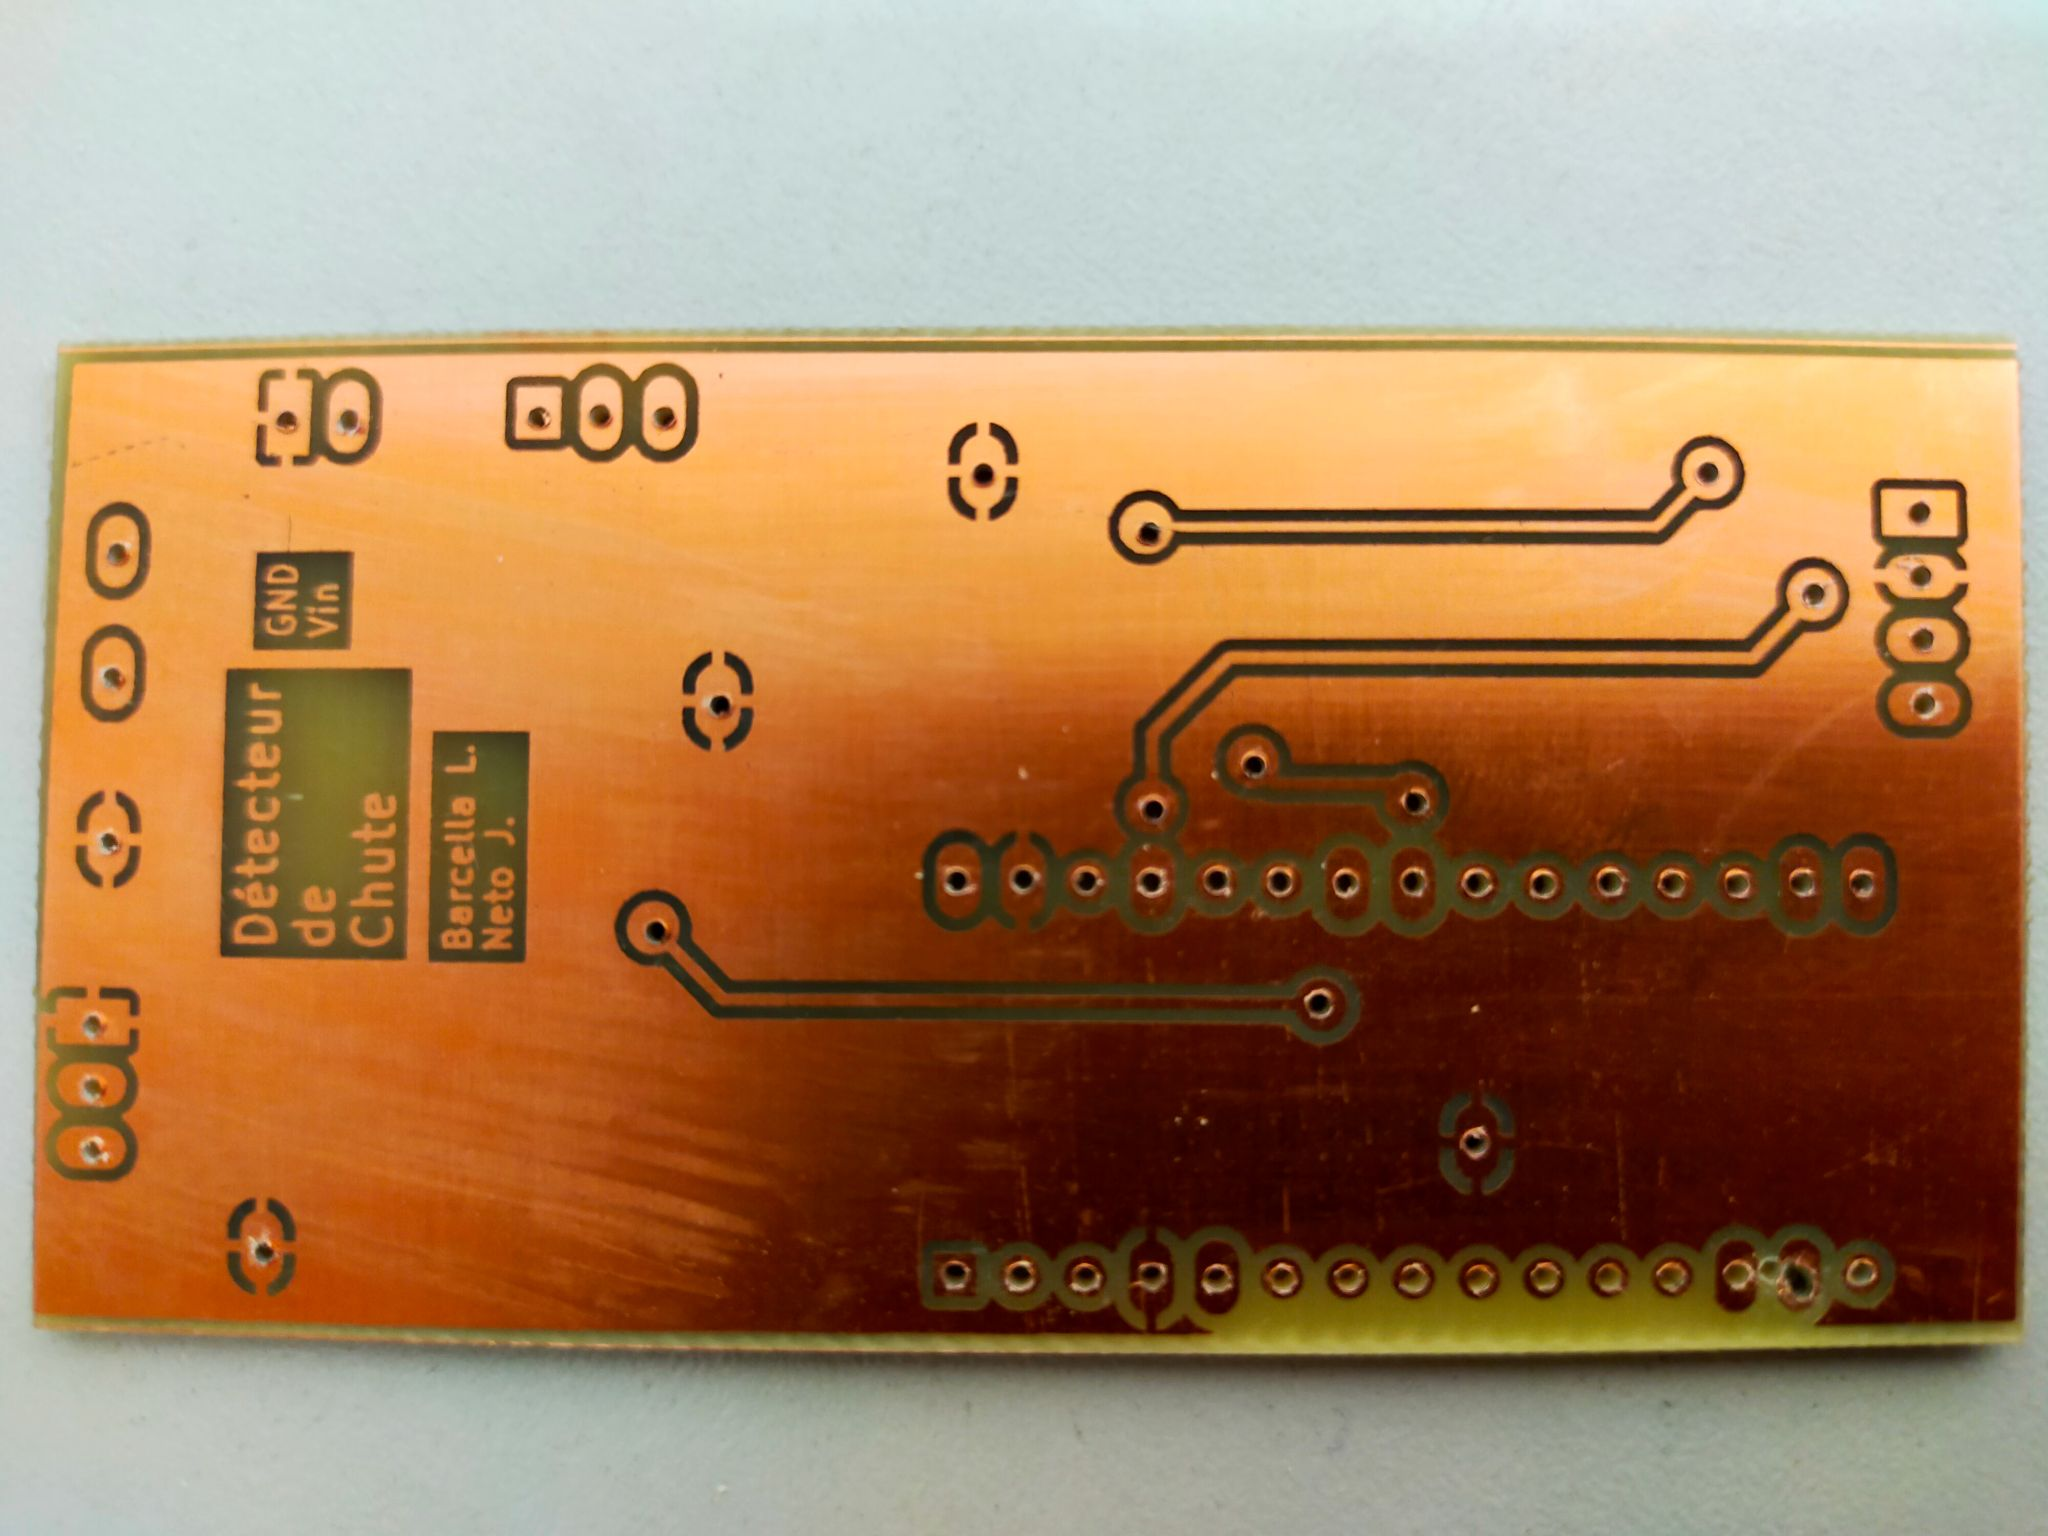 GND
Vin
Détecteur
de
Chute
Barcella L.
Neto J.